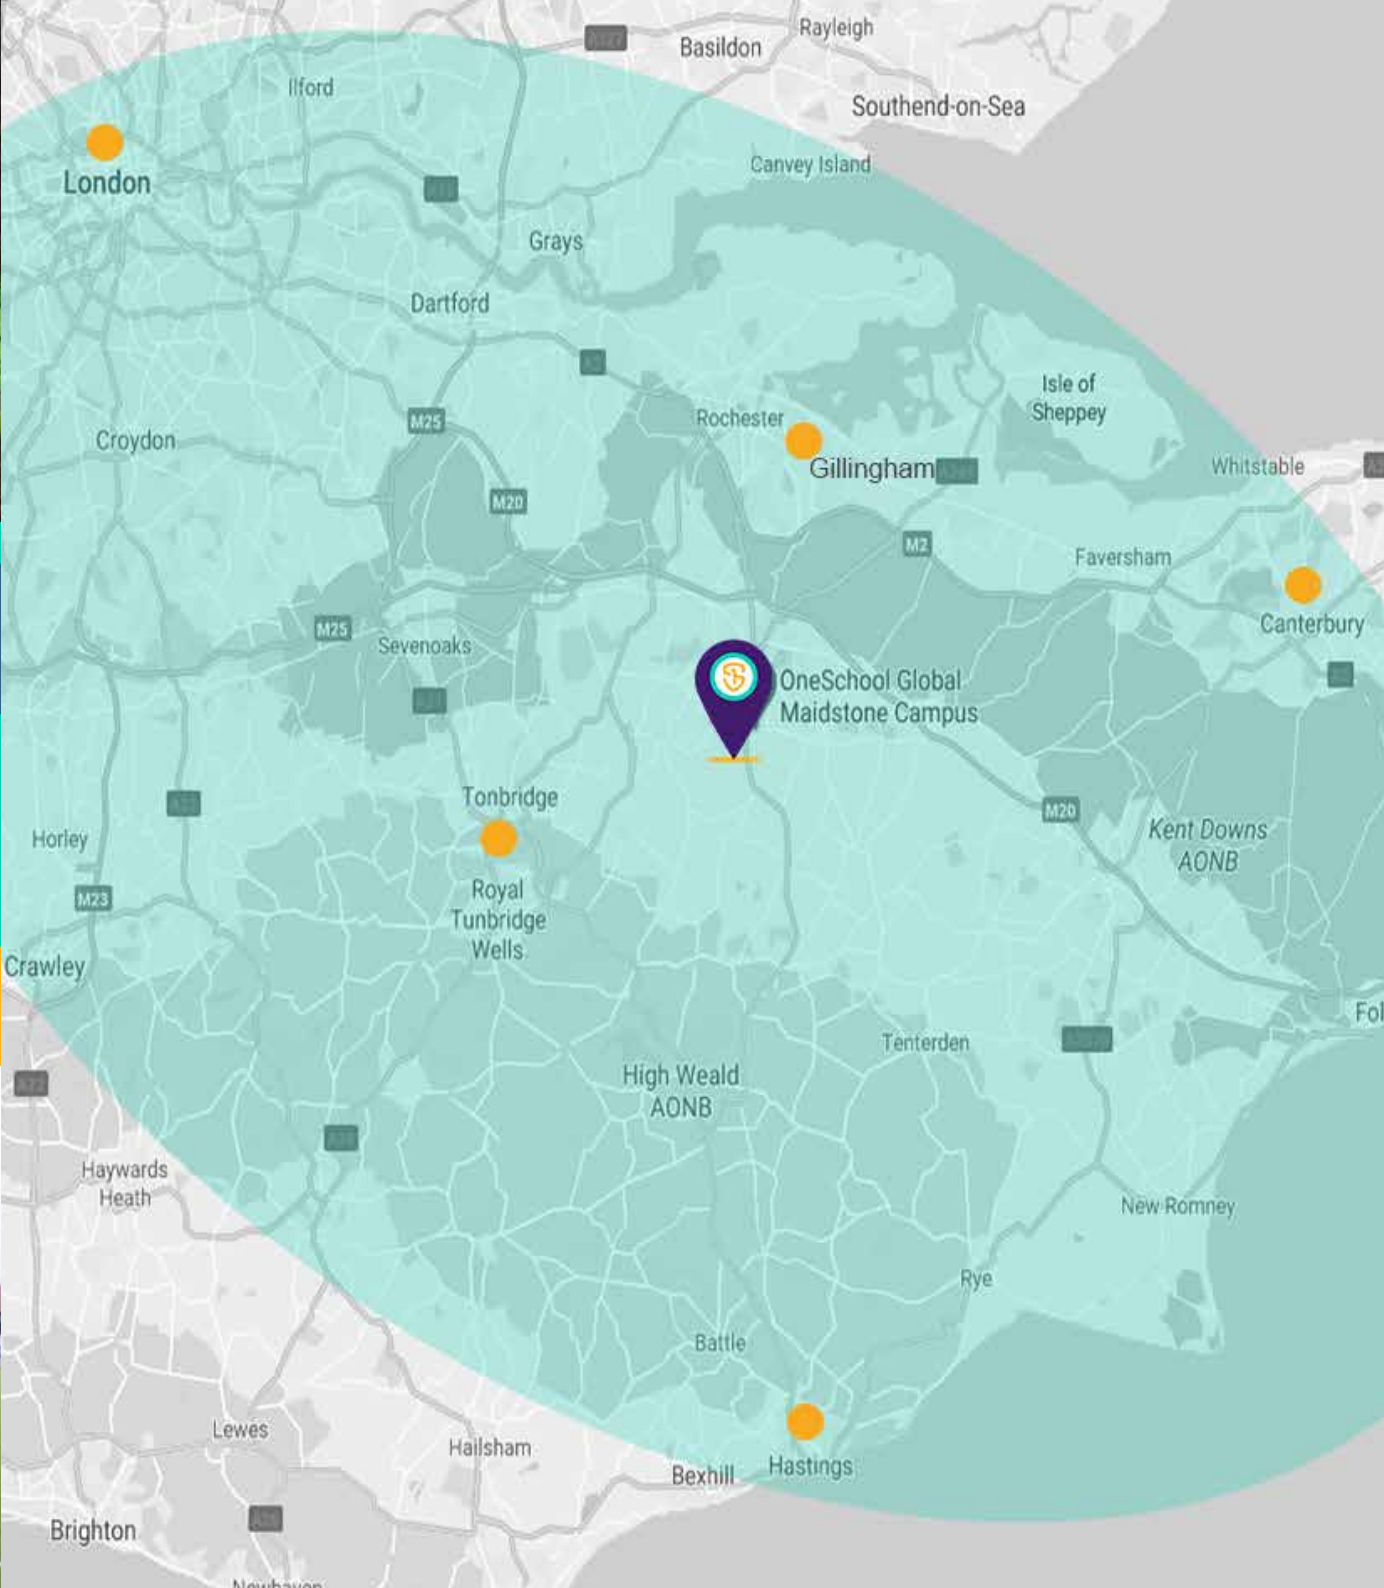 Rayleigh
Basildon
Ilford
Southend-on-Sea
Canvey Island
London
Grays
Dartford
Isle of
Sheppey
Rochester
M25
Croydon
Gillingham
Whitstable
M20
M2
Faversham
Canterbury
M25
Sevenoaks
OneSchool Global
Maidstone Campus
Tonbridge
M20
Kent Downs
AONB
Horley
M23
Royal
Tunbridge
Wells
Crawley
Fol
Tenterden
High Weald
AONB
Haywards
Heath
New Romney
Rye
Battle
Lewes
Hailsham
Bexhill
Hastings
Brighton
Newhaven